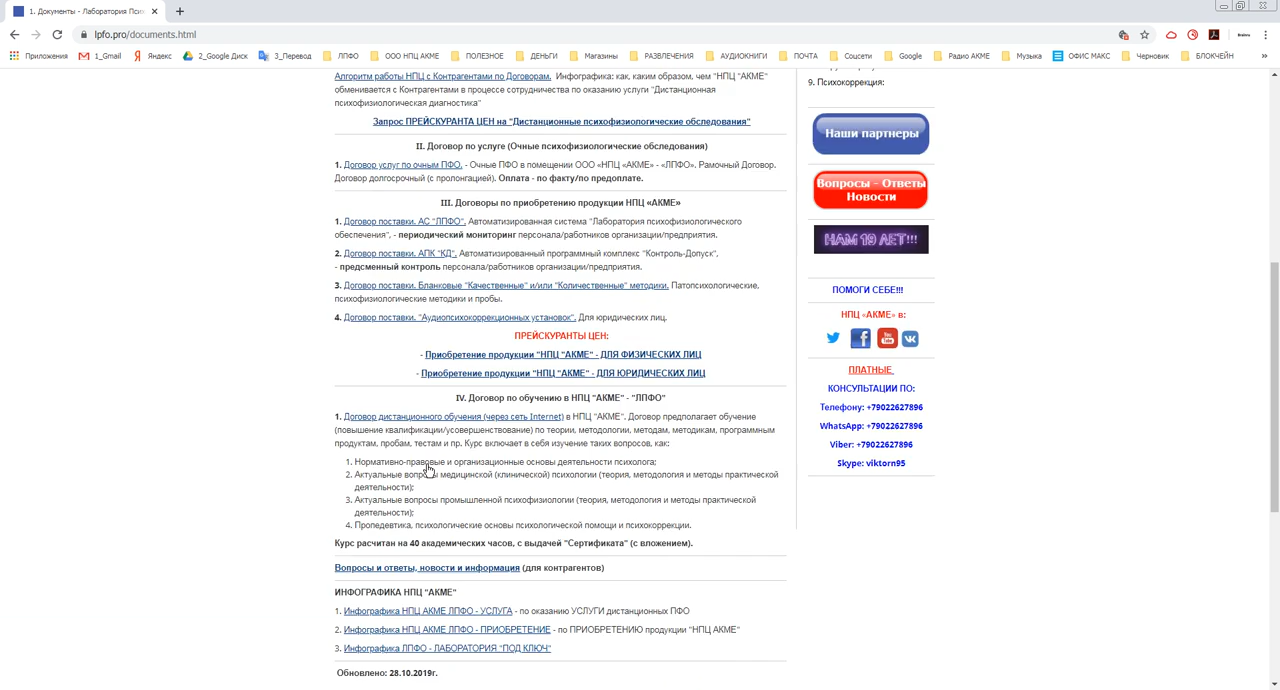 1. Документы - Лаборатория Пси
lpfo.pro/documents.html
Приложения 1_Gmail Яндекс 2_Google Диск 3_Перевод ЛПФО ООО НПЦ АКМЕ ПОЛЕЗНОЕ ДЕНЬГИ Магазины РАЗВЛЕЧЕНИЯ АУДИОКНИГИ ПОЧТА Соцсети Google Радио АКМЕ Музыка ОФИС МАКС Черновик БЛОКЧЕЙН »
Алгоритм работы НПЦ с Контрагентами по Договорам. Инфографика: как, каким образом, чем "НПЦ "АКМЕ"
обменивается с Контрагентами в процессе сотрудничества по оказанию услуги "Дистанционная
психофизиологическая диагностика"
Запрос ПРЕЙСКУРАНТА ЦЕН на "Дистанционные психофизиологические обследования"
II. Договор по услуге (Очные психофизиологические обследования)
1. Договор услуг по очным ПФО. - Очные ПФО в помещении ООО «НПЦ «АКМЕ» - «ЛПФО». Рамочный Договор.
Договор долгосрочный (с пролонгацией). Оплата - по факту/по предоплате.
III. Договоры по приобретению продукции НПЦ «АКМЕ»
1. Договор поставки. АС "ЛПФО". Автоматизированная система "Лаборатория психофизиологического
обеспечения", - периодический мониторинг персонала/работников организации/предприятия.
2. Договор поставки. АПК "КД". Автоматизированный программный комплекс "Контроль-Допуск",
- предсменный контроль персонала/работников организации/предприятия.
3. Договор поставки. Бланковые "Качественные" и/или "Количественные" методики. Патопсихологические,
психофизиологические методики и пробы.
4. Договор поставки. "Аудиопсихокоррекционных установок". Для юридических лиц.
ПРЕЙСКУРАНТЫ ЦЕН:
- Приобретение продукции "НПЦ "АКМЕ" - ДЛЯ ФИЗИЧЕСКИХ ЛИЦ
- Приобретение продукции "НПЦ "АКМЕ" - ДЛЯ ЮРИДИЧЕСКИХ ЛИЦ
IV. Договор по обучению в НПЦ "АКМЕ" - "ЛПФО"
1. Договор дистанционного обучения (через сеть Internet) в НПЦ "АКМЕ". Договор предполагает обучение
(повышение квалификации/усовершенствование) по теории, методологии, методам, методикам, программным
продуктам, пробам, тестам и пр. Курс включает в себя изучение таких вопросов, как:
1. Нормативно-правовые и организационные основы деятельности психолога;
2. Актуальные вопросы медицинской (клинической) психологии (теория, методология и методы практической
деятельности);
3. Актуальные вопросы промышленной психофизиологии (теория, методология и методы практической
деятельности);
4. Пропедевтика, психологические основы психологической помощи и психокоррекции.
Курс расчитан на 40 академических часов, с выдачей "Сертификата" (с вложением).
Вопросы и ответы, новости и информация (для контрагентов)
ИНФОГРАФИКА НПЦ "АКМЕ"
1. Инфографика НПЦ АКМЕ ЛПФО - УСЛУГА - по оказанию УСЛУГИ дистанционных ПФО
2. Инфографика НПЦ АКМЕ ЛПФО - ПРИОБРЕТЕНИЕ - по ПРИОБРЕТЕНИЮ продукции "НПЦ "АКМЕ"
3. Инфографика ЛПФО - ЛАБОРАТОРИЯ "ПОД КЛЮЧ"
Обновлено: 28.10.2019г.
9. Психокоррекция:
Наши партнеры
Вопросы - Ответы
Новости
НАМ 19 ЛЕТ!!!
ПОМОГИ СЕБЕ!!!
НПЦ «АКМЕ» в:
You
Tube
ПЛАТНЫЕ
КОНСУЛЬТАЦИИ ПО:
Телефону: +79022627896
WhatsApp: +79022627896
Viber: +79022627896
Skype: viktorn95